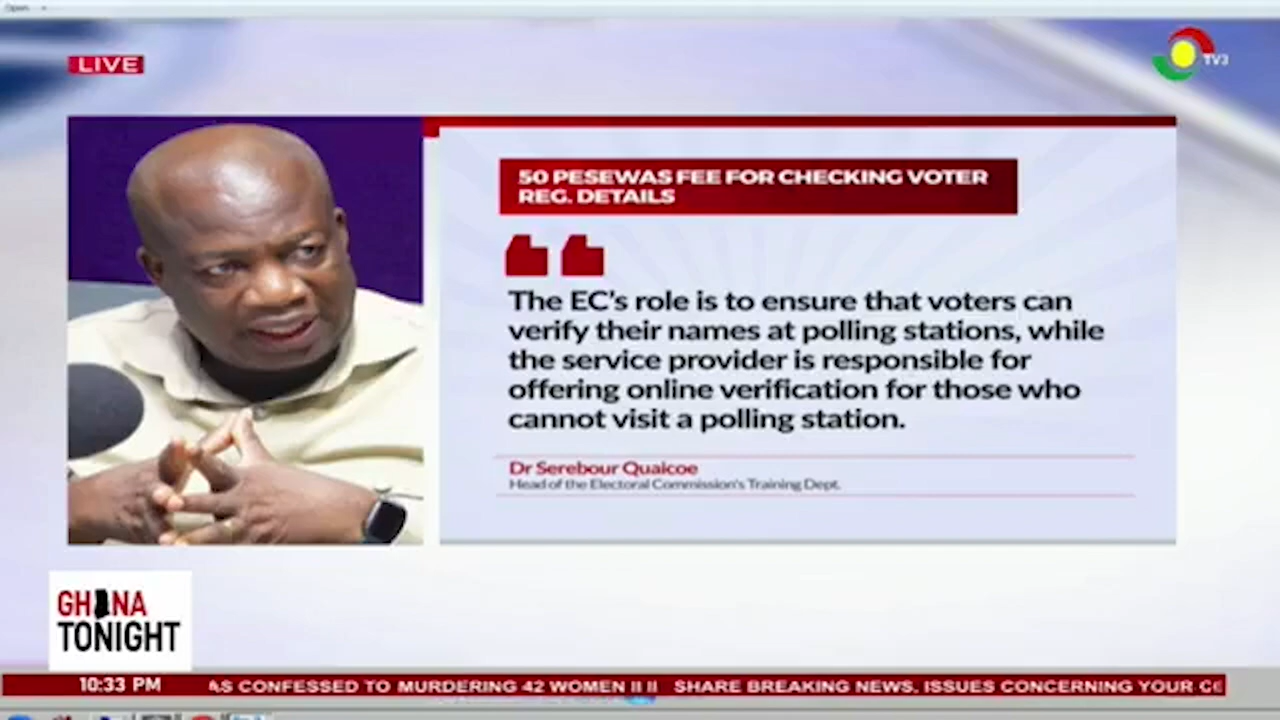 Open
LIVE
TV3
50 PESEWAS FEE FOR CHECKING VOTER
REG. DETAILS
The EC's role is to ensure that voters can
verify their names at polling stations, while
the service provider is responsible for
offering online verification for those who
cannot visit a polling station.
Dr Serebour Quaicoe
Head of the Electoral Commission's Training Dept.
GHANA
TONIGHT
10:33 PM
AS CONFESSED TO MURDERING 42 WOMEN II II SHARE BREAKING NEWS, ISSUES CONCERNING YOUR